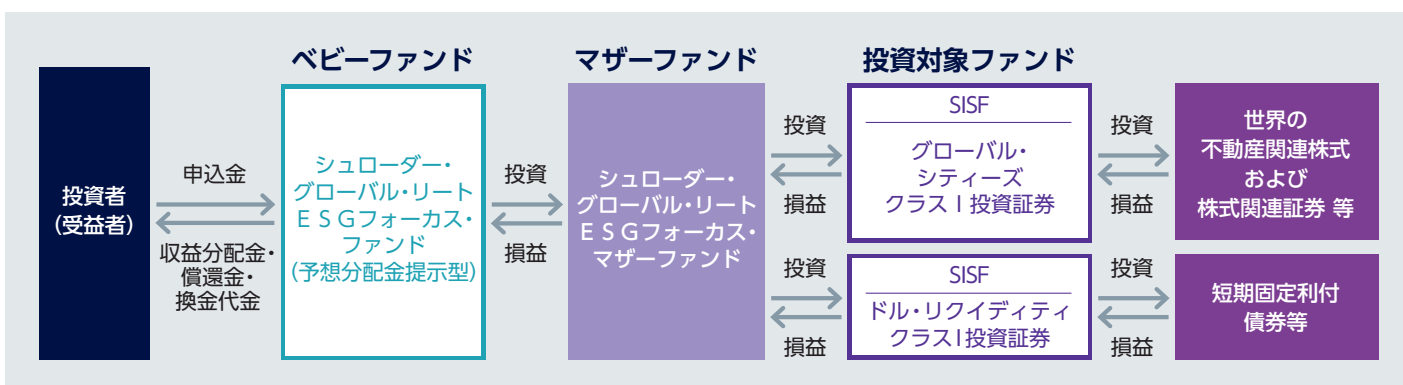 ベビーファンド
マザーファンド
投資対象ファンド
投資者
(受益者)
申込金
収益分配金・
償還金・
換金代金
シュローダー・
グローバル・リート
ＥＳＧフォーカス・
ファンド
(予想分配金提示型)
投資
損益
シュローダー・
グローバル・リート
ＥＳＧフォーカス・
マザーファンド
投資
損益
SISF
グローバル・
シティーズ
クラスＩ投資証券
投資
損益
世界の
不動産関連株式
および
株式関連証券 等
投資
損益
SISF
ドル・リクイディティ
クラスI投資証券
投資
損益
短期固定利付
債券等